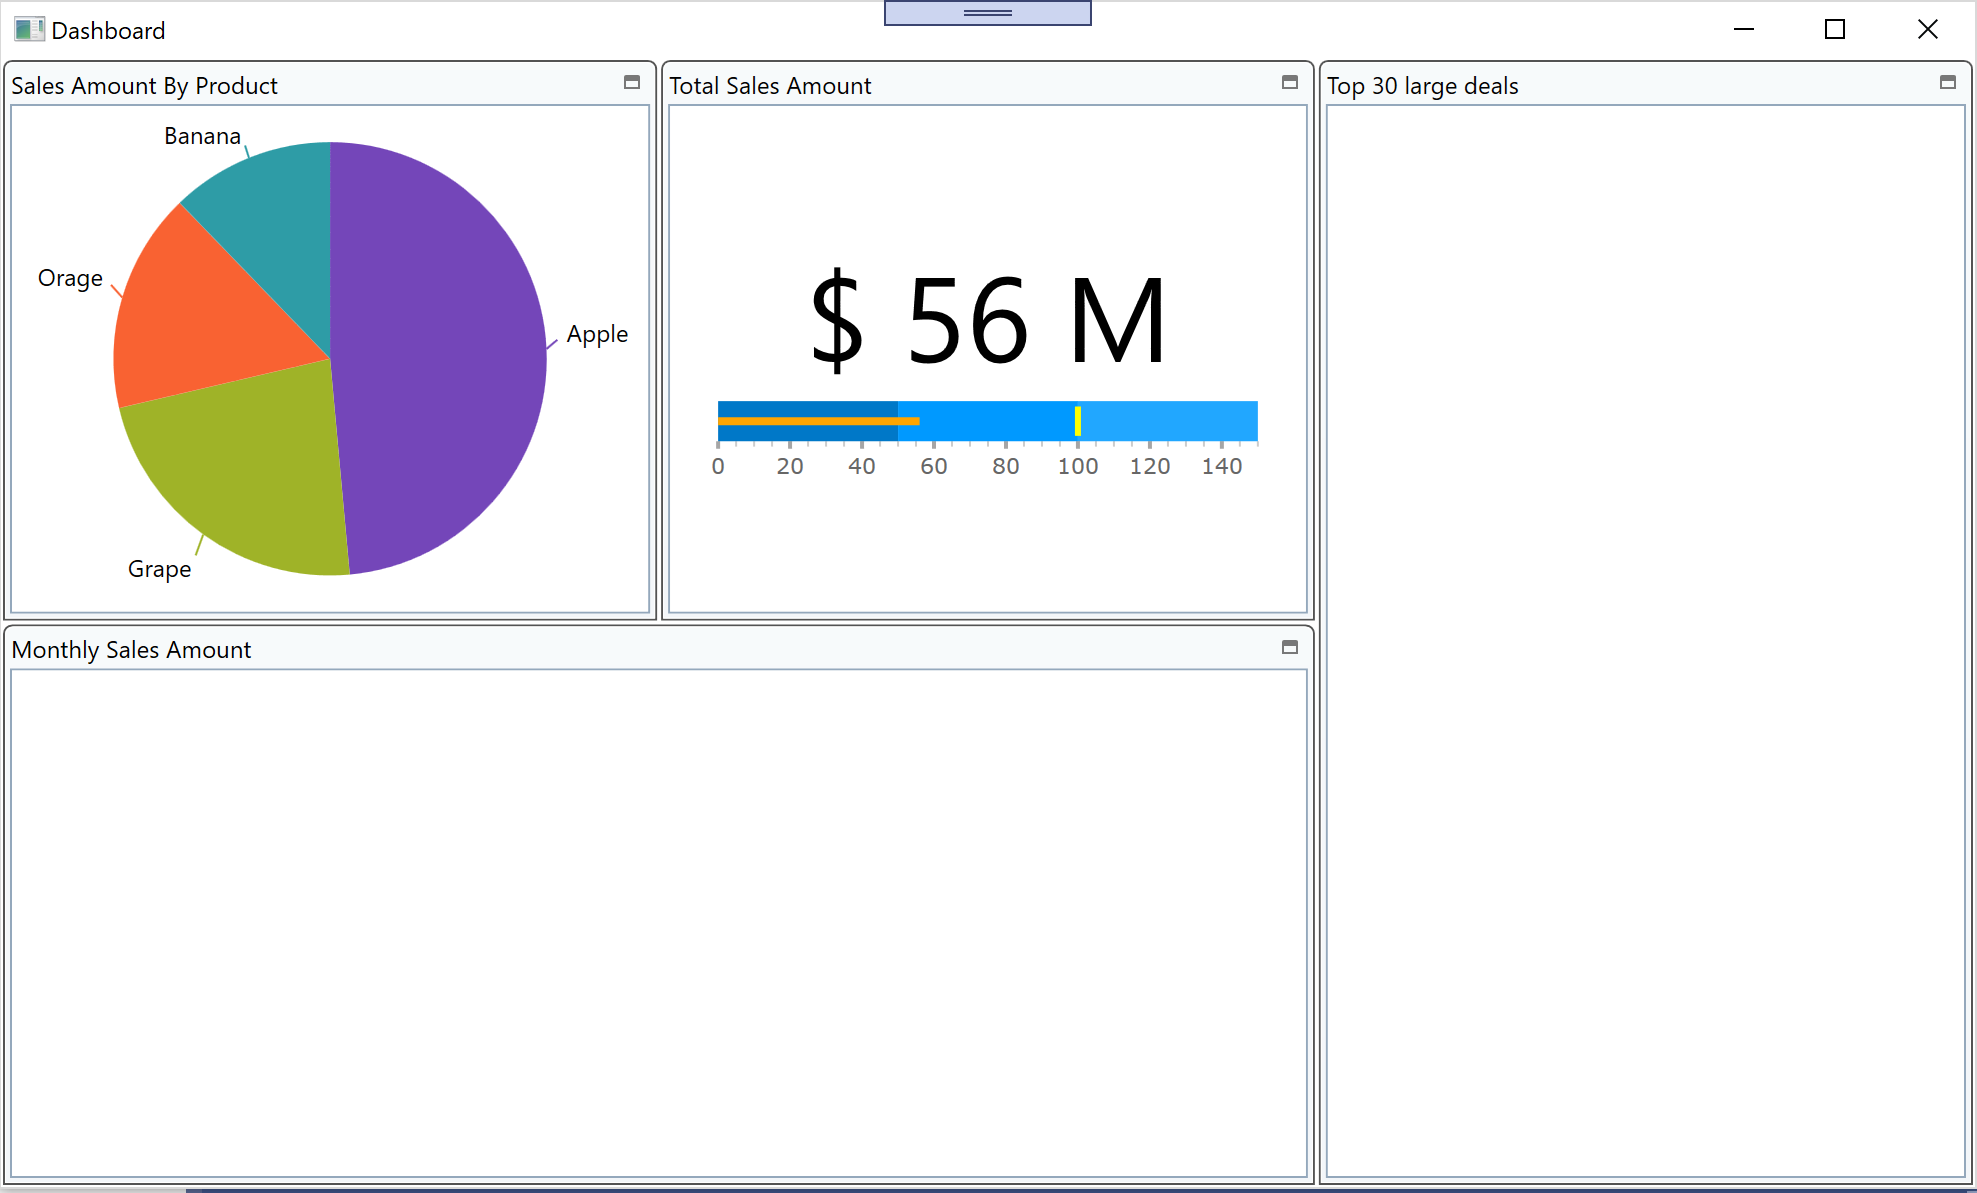 Dashboard
Sales Amount By Product
Banana
Orage
Apple
Grape
Total Sales Amount
$ 56 M
0 20 40 60 80 100 120 140
Top 30 large deals
Monthly Sales Amount